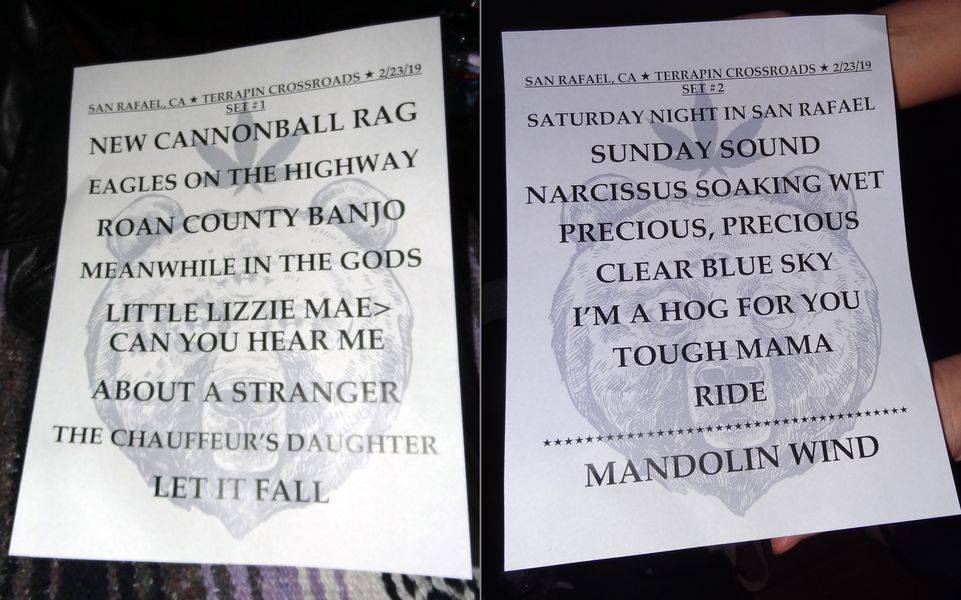 SAN RAFAEL, CA ★ TERRAPIN CROSSROADS ★ 2/23/19
SET #1
NEW CANNONBALL RAG
EAGLES ON THE HIGHWAY
ROAN COUNTY BANJO
MEANWHILE IN THE GODS
LITTLE LIZZIE MAE>
CAN YOU HEAR ME
ABOUT A STRANGER
THE CHAUFFEUR'S DAUGHTER
LET IT FALL
SAN RAFAEL, CA ★ TERRAPIN CROSSROADS ★ 2/23/19
SET #2
SATURDAY NIGHT IN SAN RAFAEL
SUNDAY SOUND
NARCISSUS SOAKING WET
PRECIOUS, PRECIOUS
CLEAR BLUE SKY
I'M A HOG FOR YOU
TOUGH MAMA
RIDE
MANDOLIN WIND